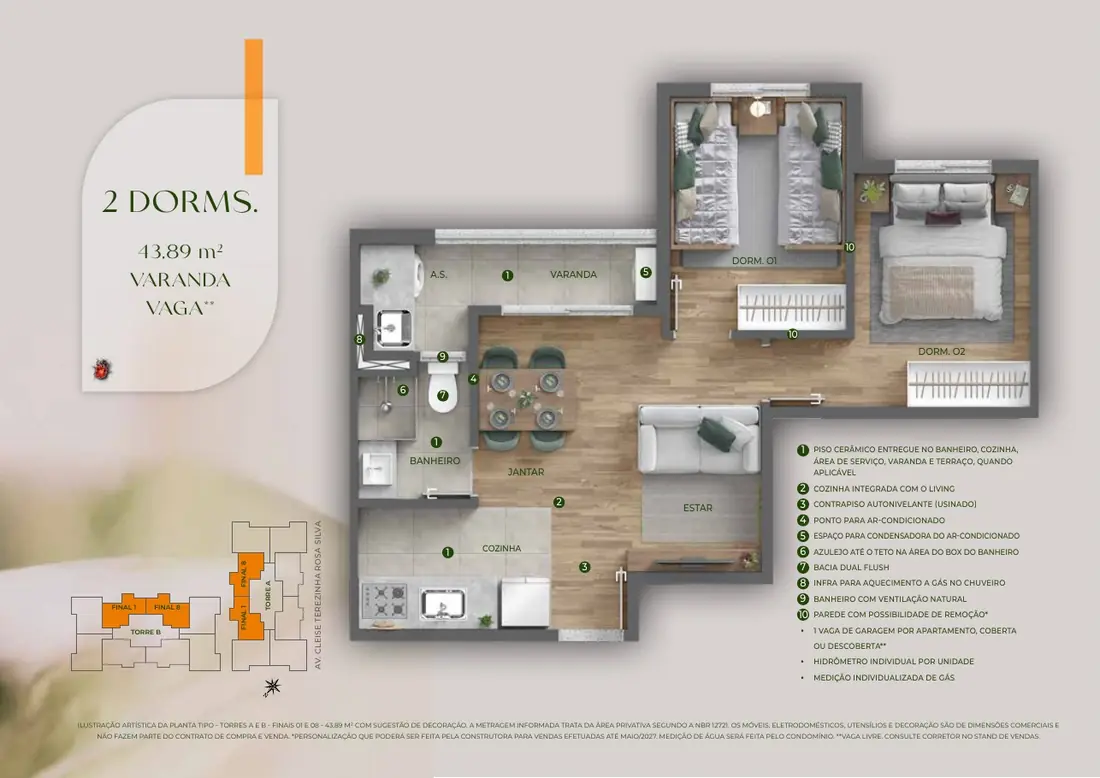 2 DORMS.
43,89 m²
VARANDA
VAGA**
A.S.
1
VARANDA
5
DORM. 01
10
10
DORM. 02
8
9
4
6
7
1
BANHEIRO
JANTAR
2
ESTAR
1
COZINHA
3
1 PISO CERÂMICO ENTREGUE NO BANHEIRO, COZINHA,
ÁREA DE SERVIÇO, VARANDA E TERRAÇO, QUANDO
APLICÁVEL
2 COZINHA INTEGRADA COM O LIVING
3 CONTRAPISO AUTONIVELANTE (USINADO)
4 PONTO PARA AR-CONDICIONADO
5 ESPAÇO PARA CONDENSADORA DO AR-CONDICIONADO
6 AZULEJO ATÉ O TETO NA ÁREA DO BOX DO BANHEIRO
7 BACIA DUAL FLUSH
8 INFRA PARA AQUECIMENTO A GÁS NO CHUVEIRO
9 BANHEIRO COM VENTILAÇÃO NATURAL
10 PAREDE COM POSSIBILIDADE DE REMOÇÃO*
• 1 VAGA DE GARAGEM POR APARTAMENTO, COBERTA
OU DESCOBERTA**
• HIDRÔMETRO INDIVIDUAL POR UNIDADE
• MEDIÇÃO INDIVIDUALIZADA DE GÁS
FINAL 1
FINAL 8
TORRE B
FINAL 8
FINAL 1
TORRE A
AV. CLEISE TEREZINHA ROSA SILVA
ILUSTRAÇÃO ARTÍSTICA DA PLANTA TIPO - TORRES A E B - FINAIS 01 E 08 - 43,89 M² COM SUGESTÃO DE DECORAÇÃO. A METRAGEM INFORMADA TRATA DA ÁREA PRIVATIVA SEGUNDO A NBR 12721. OS MÓVEIS, ELETRODOMÉSTICOS, UTENSÍLIOS E DECORAÇÃO SÃO DE DIMENSÕES COMERCIAIS E
NÃO FAZEM PARTE DO CONTRATO DE COMPRA E VENDA. *PERSONALIZAÇÃO QUE PODERÁ SER FEITA PELA CONSTRUTORA PARA VENDAS EFETUADAS ATÉ MAIO/2027. MEDIÇÃO DE ÁGUA SERÁ FEITA PELO CONDOMÍNIO. **VAGA LIVRE. CONSULTE CORRETOR NO STAND DE VENDAS.